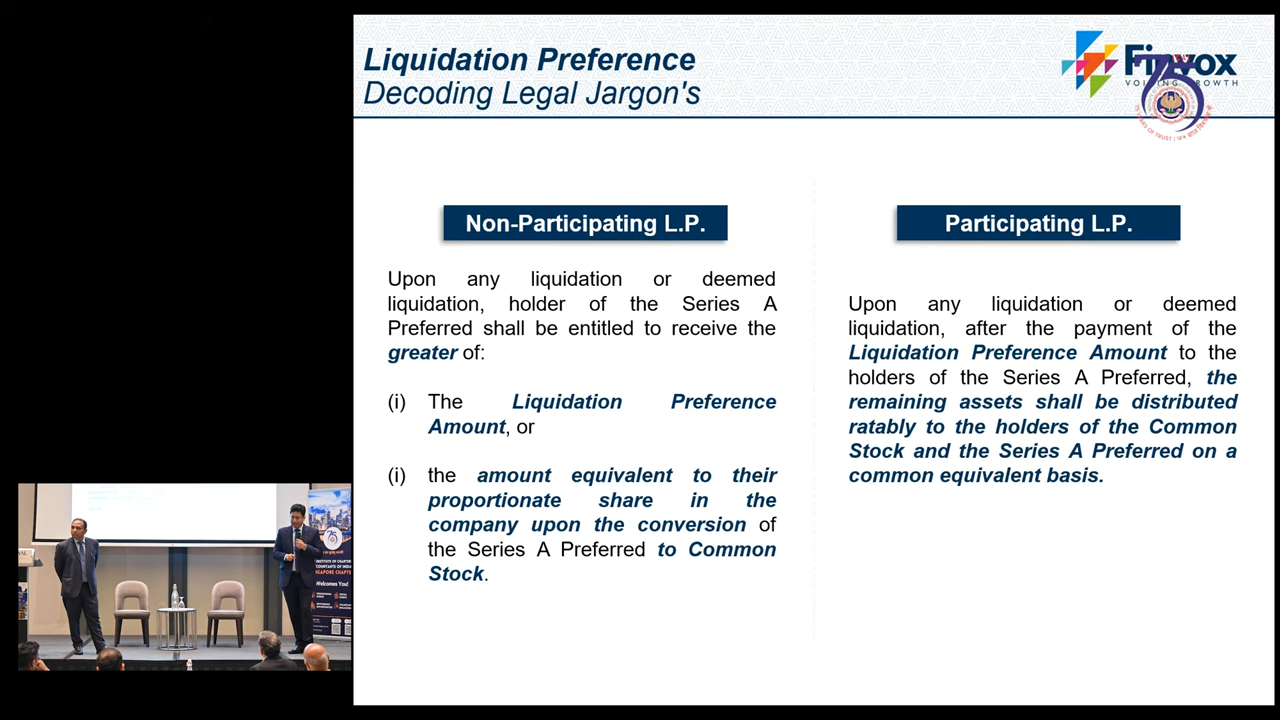 Liquidation Preference
Decoding Legal Jargon's
Finvox
Non-Participating L.P.
Upon any liquidation or deemed
liquidation, holder of the Series A
Preferred shall be entitled to receive the
greater of:
(i) The Liquidation Preference
Amount, or
(i) the amount equivalent to their
proportionate share in the
company upon the conversion of
the Series A Preferred to Common
Stock.
Participating L.P.
Upon any liquidation or deemed
liquidation, after the payment of the
Liquidation Preference Amount to the
holders of the Series A Preferred, the
remaining assets shall be distributed
ratably to the holders of the Common
Stock and the Series A Preferred on a
common equivalent basis.
Welcomes You!